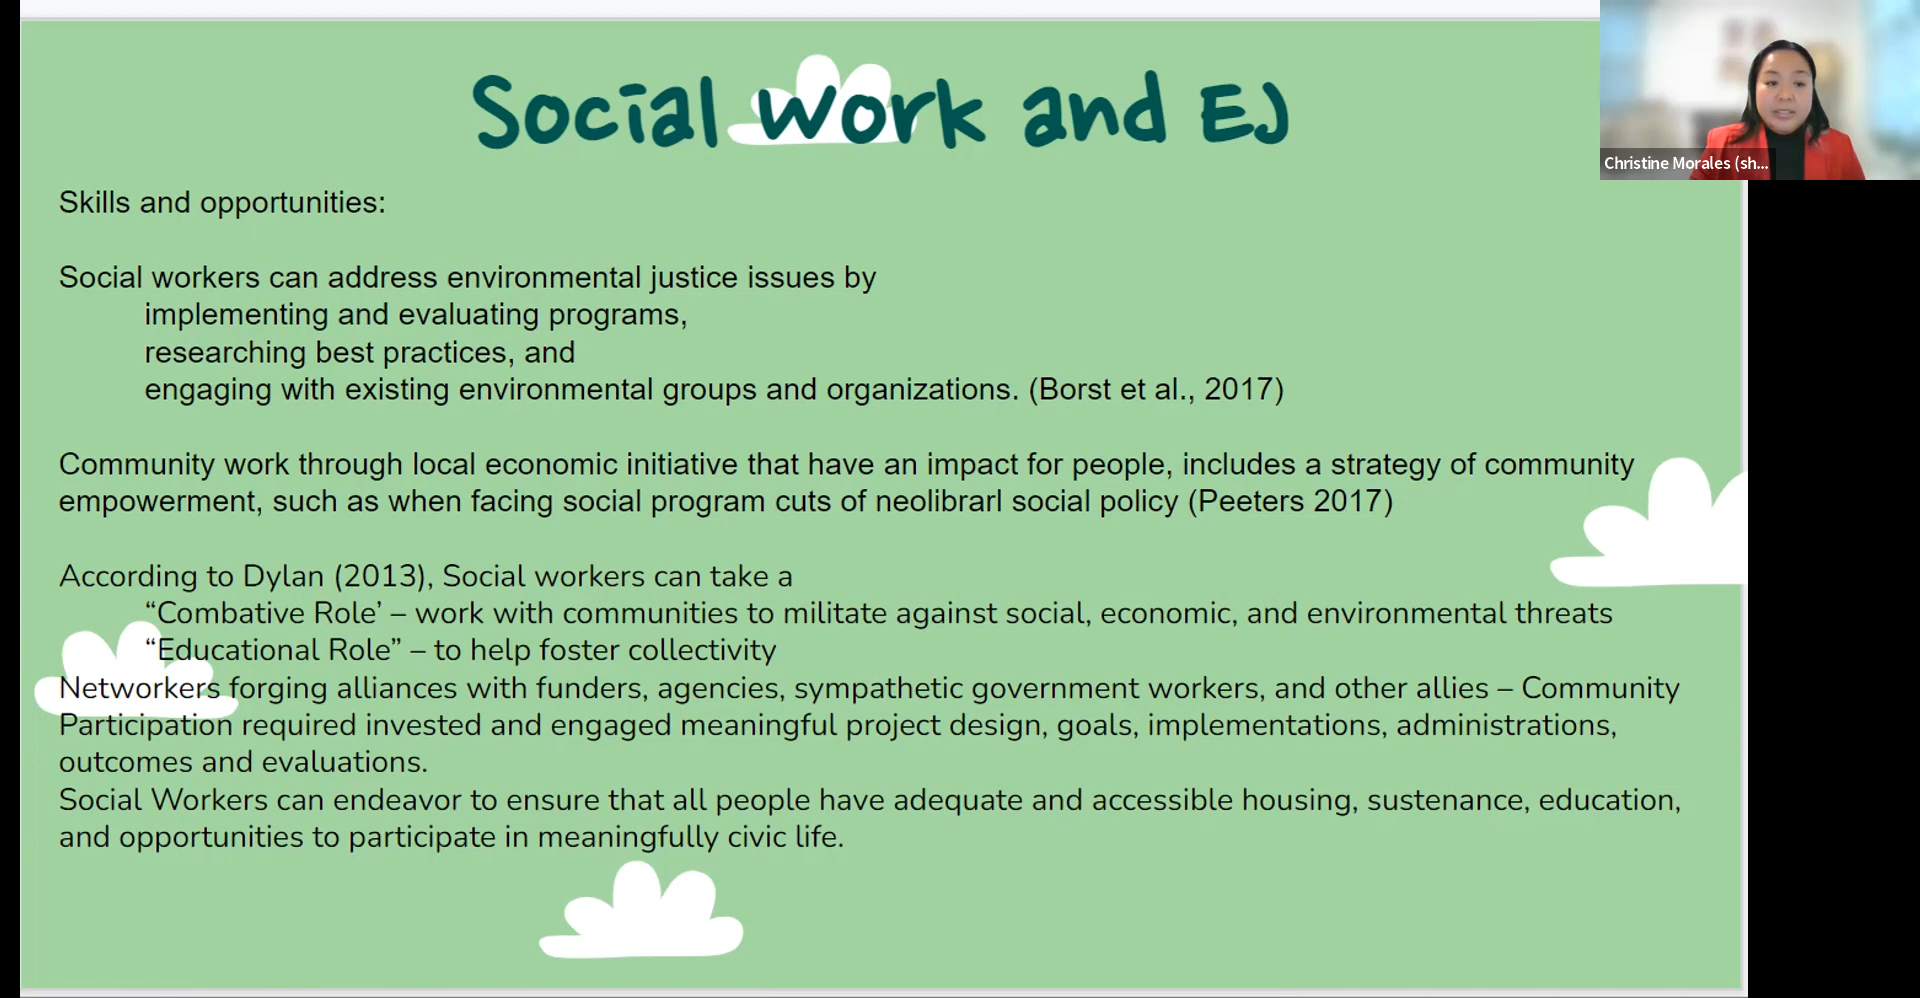 Social Work and EJ
Christine Morales (sh...
Skills and opportunities:
Social workers can address environmental justice issues by
implementing and evaluating programs,
researching best practices, and
engaging with existing environmental groups and organizations. (Borst et al., 2017)
Community work through local economic initiative that have an impact for people, includes a strategy of community
empowerment, such as when facing social program cuts of neolibrarl social policy (Peeters 2017)
According to Dylan (2013), Social workers can take a
“Combative Role’ – work with communities to militate against social, economic, and environmental threats
“Educational Role” – to help foster collectivity
Networkers forging alliances with funders, agencies, sympathetic government workers, and other allies – Community
Participation required invested and engaged meaningful project design, goals, implementations, administrations,
outcomes and evaluations.
Social Workers can endeavor to ensure that all people have adequate and accessible housing, sustenance, education,
and opportunities to participate in meaningfully civic life.